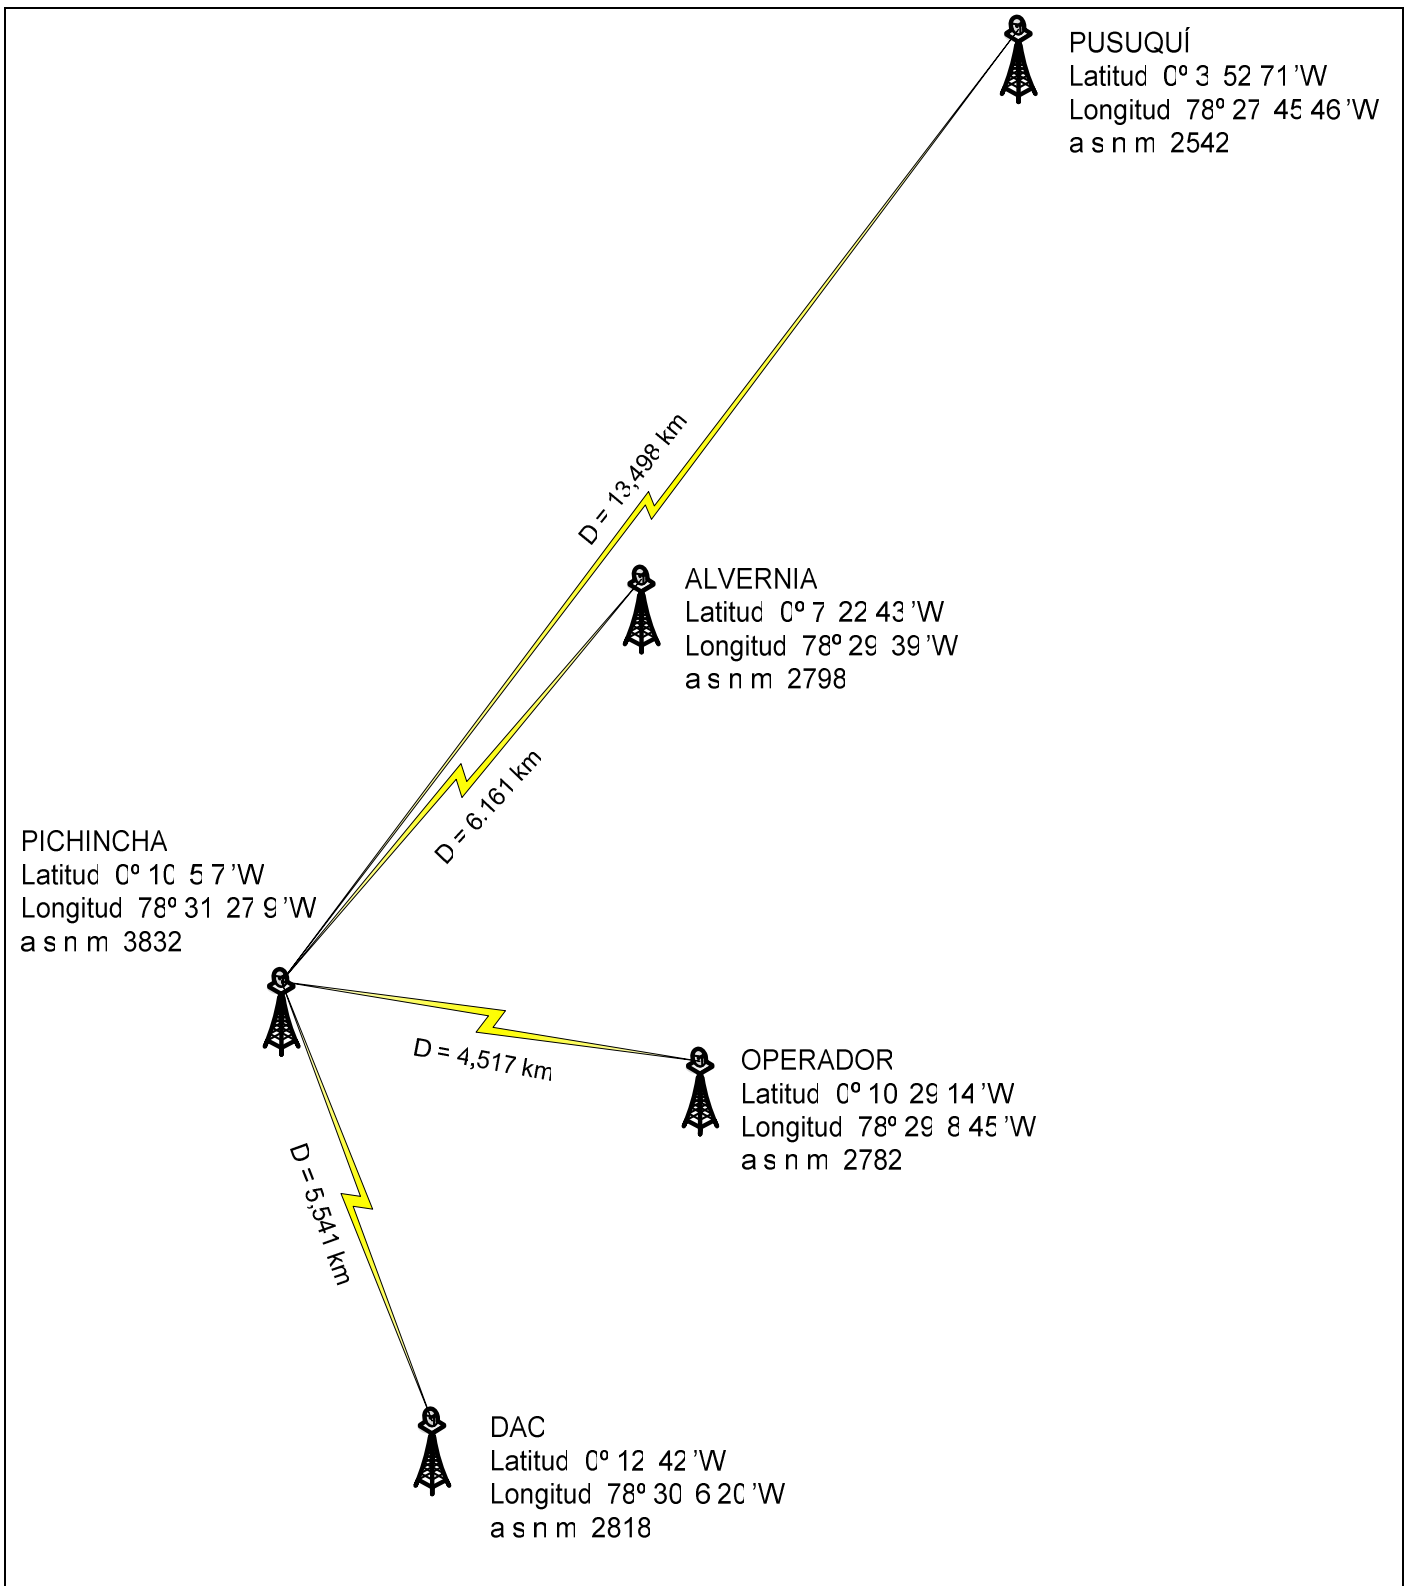 PUSUQUÍ
Latitud 0º 3 52 71 'W
Longitud 78º 27 45 46 'W
a s n m 2542
D = 13,498 km
ALVERNIA
Latitud 0º 7 22 43 'W
Longitud 78º 29 39 'W
a s n m 2798
D = 6.161 km
PICHINCHA
Latitud 0º 10 5 7 'W
Longitud 78º 31 27 9 'W
a s n m 3832
D = 4,517 km
OPERADOR
Latitud 0º 10 29 14 'W
Longitud 78º 29 8 45 'W
a s n m 2782
D = 5,541 km
DAC
Latitud 0º 12 42 'W
Longitud 78º 30 6 20 'W
a s n m 2818